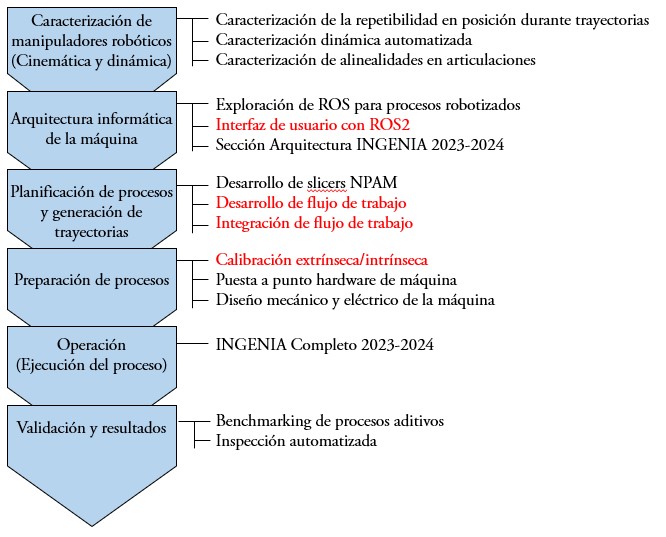 Caracterización de
manipuladores robóticos
(Cinemática y dinámica)
Caracterización de la repetibilidad en posición durante trayectorias
Caracterización dinámica automatizada
Caracterización de alinealidades en articulaciones
Arquitectura informática
de la máquina
Exploración de ROS para procesos robotizados
Interfaz de usuario con ROS2
Sección Arquitectura INGENIA 2023-2024
Planificación de procesos
y generación de
trayectorias
Desarrollo de slicers NPAM
Desarrollo de flujo de trabajo
Integración de flujo de trabajo
Preparación de procesos
Calibración extrínseca/intrínseca
Puesta a punto hardware de máquina
Diseño mecánico y eléctrico de la máquina
Operación
(Ejecución del proceso)
INGENIA Completo 2023-2024
Validación y resultados
Benchmarking de procesos aditivos
Inspección automatizada